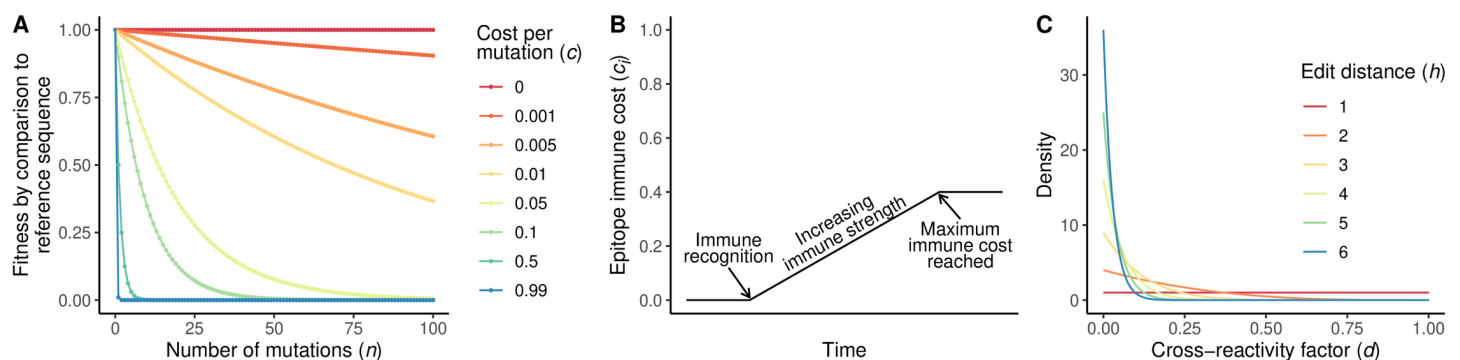 A
Fitness by comparison to
reference sequence
1.00
0.75
0.50
0.25
0.00
0
25
50
75
100
Number of mutations (n)
Cost per
mutation (c)
0
0.001
0.005
0.01
0.05
0.1
0.5
0.99
B
Epitope immune cost (ci)
1.0
0.8
0.6
0.4
0.2
0.0
Immune
recognition
Increasing
immune strength
Maximum
immune cost
reached
Time
C
Density
30
20
10
0
0.00
0.25
0.50
0.75
1.00
Cross−reactivity factor (d)
Edit distance (h)
1
2
3
4
5
6